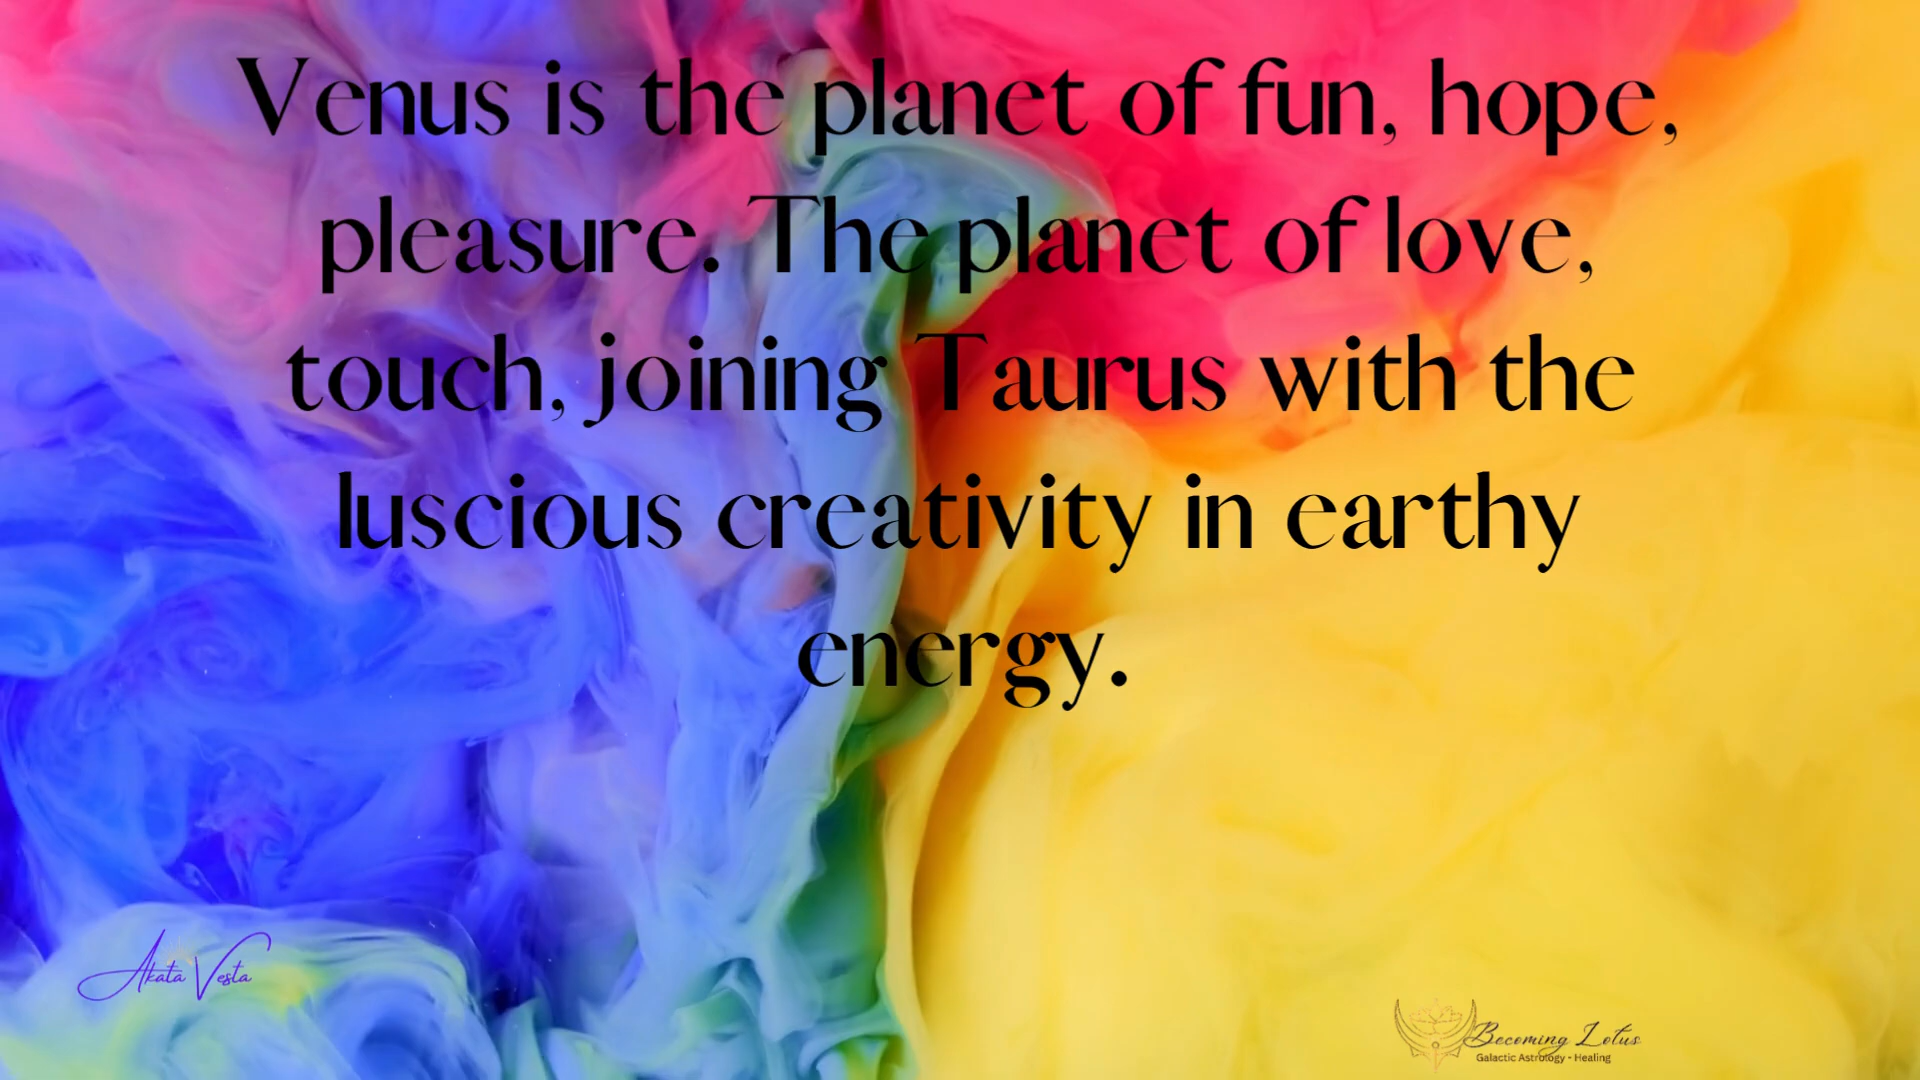 Venus is the planet of fun, hope,
pleasure. The planet of love,
touch, joining Taurus with the
luscious creativity in earthy
energy.
Akata Vesta
Becoming Lotus
Galactic Astrology - Healing